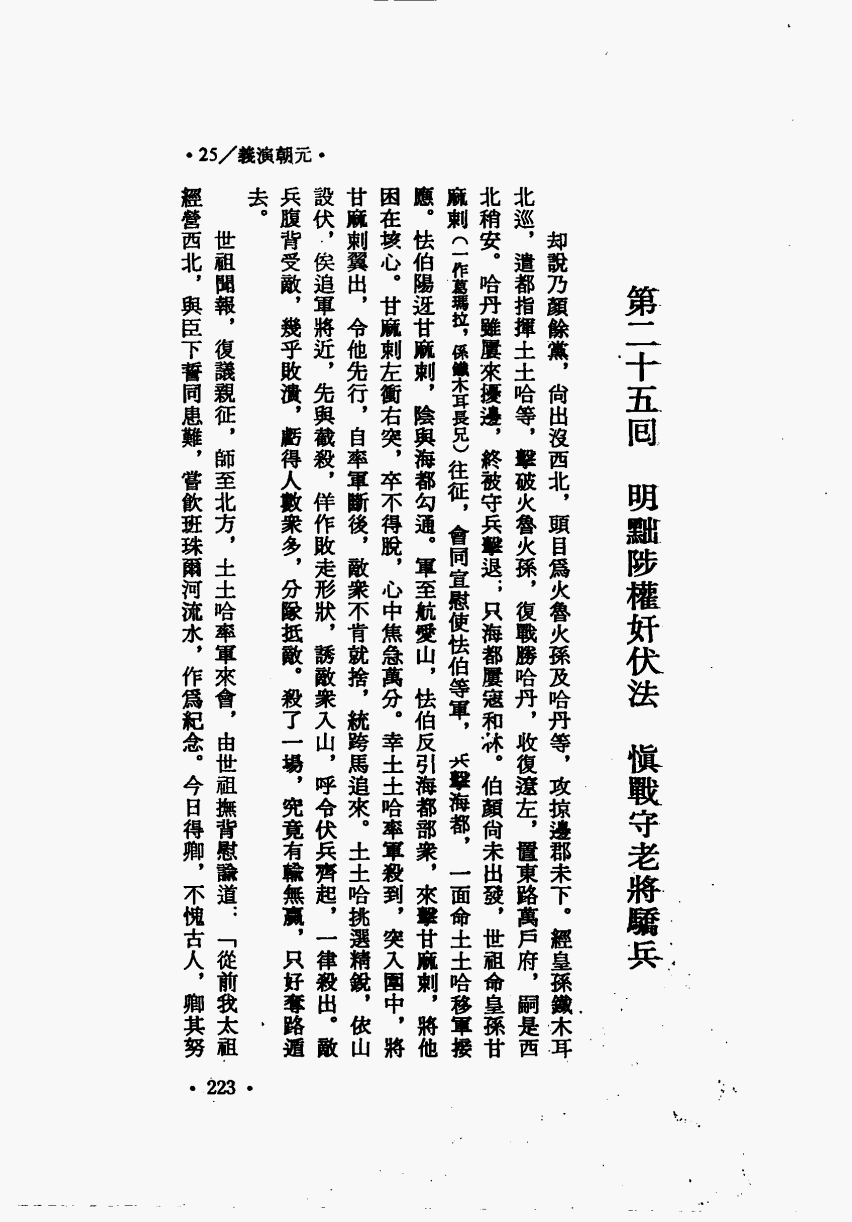 •25／義演朝元•
第二十五回　明黜陟權奸伏法　愼戰守老將驕兵
却說乃顏餘黨，尙出沒西北，頭目爲火魯火孫及哈丹等，攻掠邊郡未下。經皇孫鐵木耳
北巡，遣都指揮土土哈等，擊破火魯火孫，復戰勝哈丹，收復遼左，置東路萬戶府，嗣是西
北稍安。哈丹雖屢來擾邊，終被守兵擊退；只海都屢寇和林。伯顏尙未出發，世祖命皇孫甘
麻剌（一作葛瑪拉，係鐵木耳長兄）往征，會同宣慰使怯伯等軍，夾擊海都，一面命土土哈移軍接
應。怯伯陽迓甘麻剌，陰與海都勾通。軍至航愛山，怯伯反引海都部衆，來擊甘麻剌，將他
困在垓心。甘麻剌左衝右突，卒不得脫，心中焦急萬分。幸土土哈率軍殺到，突入圍中，將
甘麻剌翼出，令他先行，自率軍斷後，敵衆不肯就捨，統跨馬追來。土土哈挑選精銳，依山
設伏，俟追軍將近，先與截殺，佯作敗走形狀，誘敵衆入山，呼令伏兵齊起，一律殺出。敵
兵腹背受敵，幾乎敗潰，虧得人數衆多，分隊抵敵。殺了一場，究竟有輸無贏，只好奪路遁
去。
世祖聞報，復議親征，師至北方，土土哈率軍來會，由世祖撫背慰諭道：「從前我太祖
經營西北，與臣下誓同患難，嘗飮班珠爾河流水，作爲紀念。今日得卿，不愧古人，卿其努
•223•